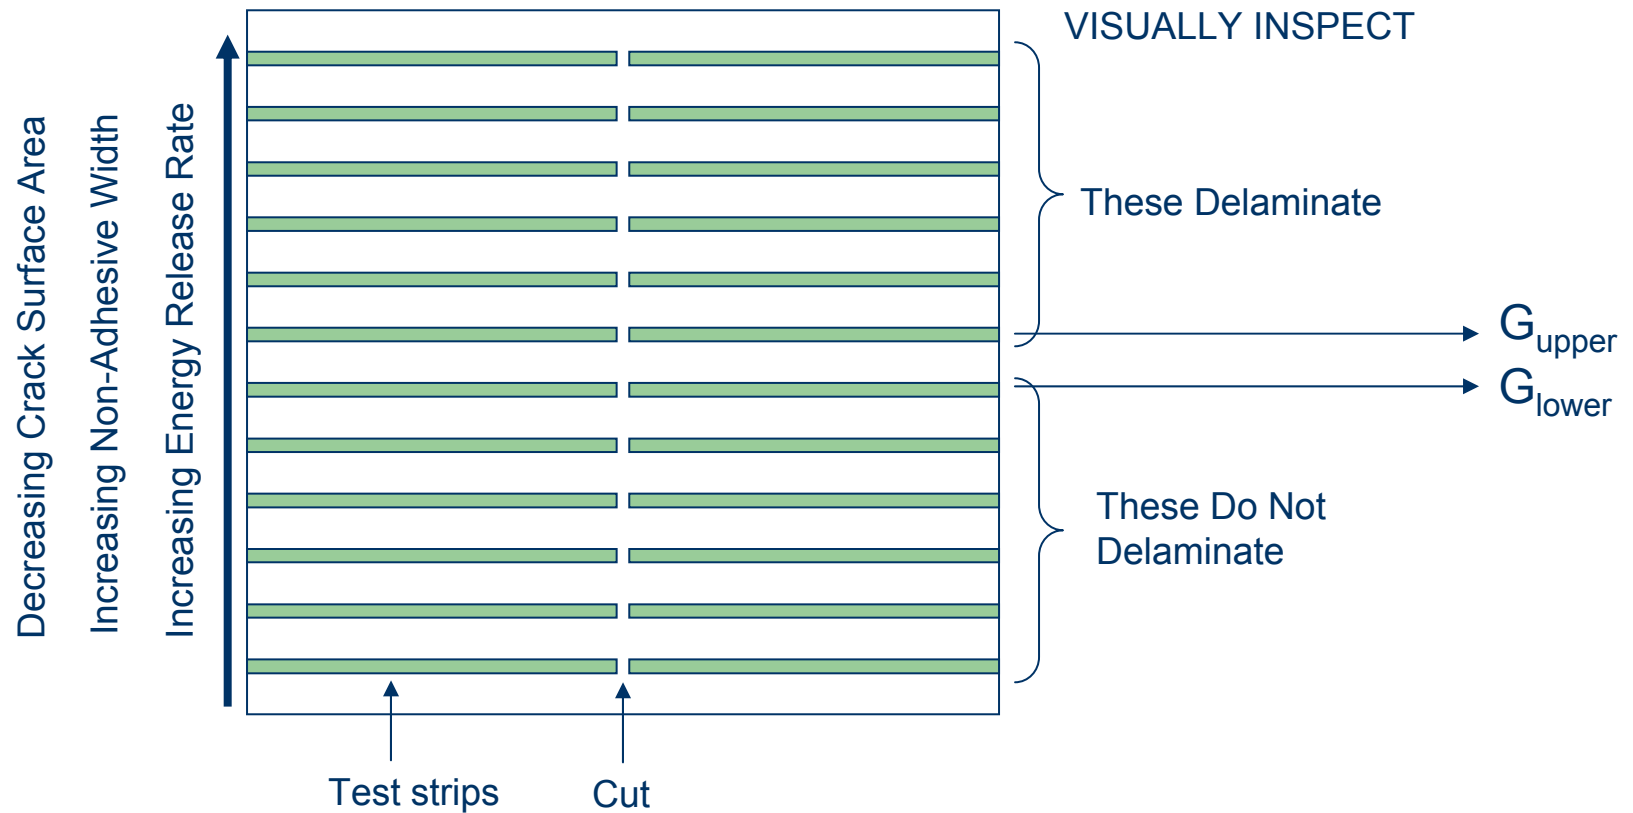 VISUALLY INSPECT
Decreasing Crack Surface Area
Increasing Non-Adhesive Width
Increasing Energy Release Rate
These Delaminate
Gupper
Glower
These Do Not
Delaminate
Test strips
Cut